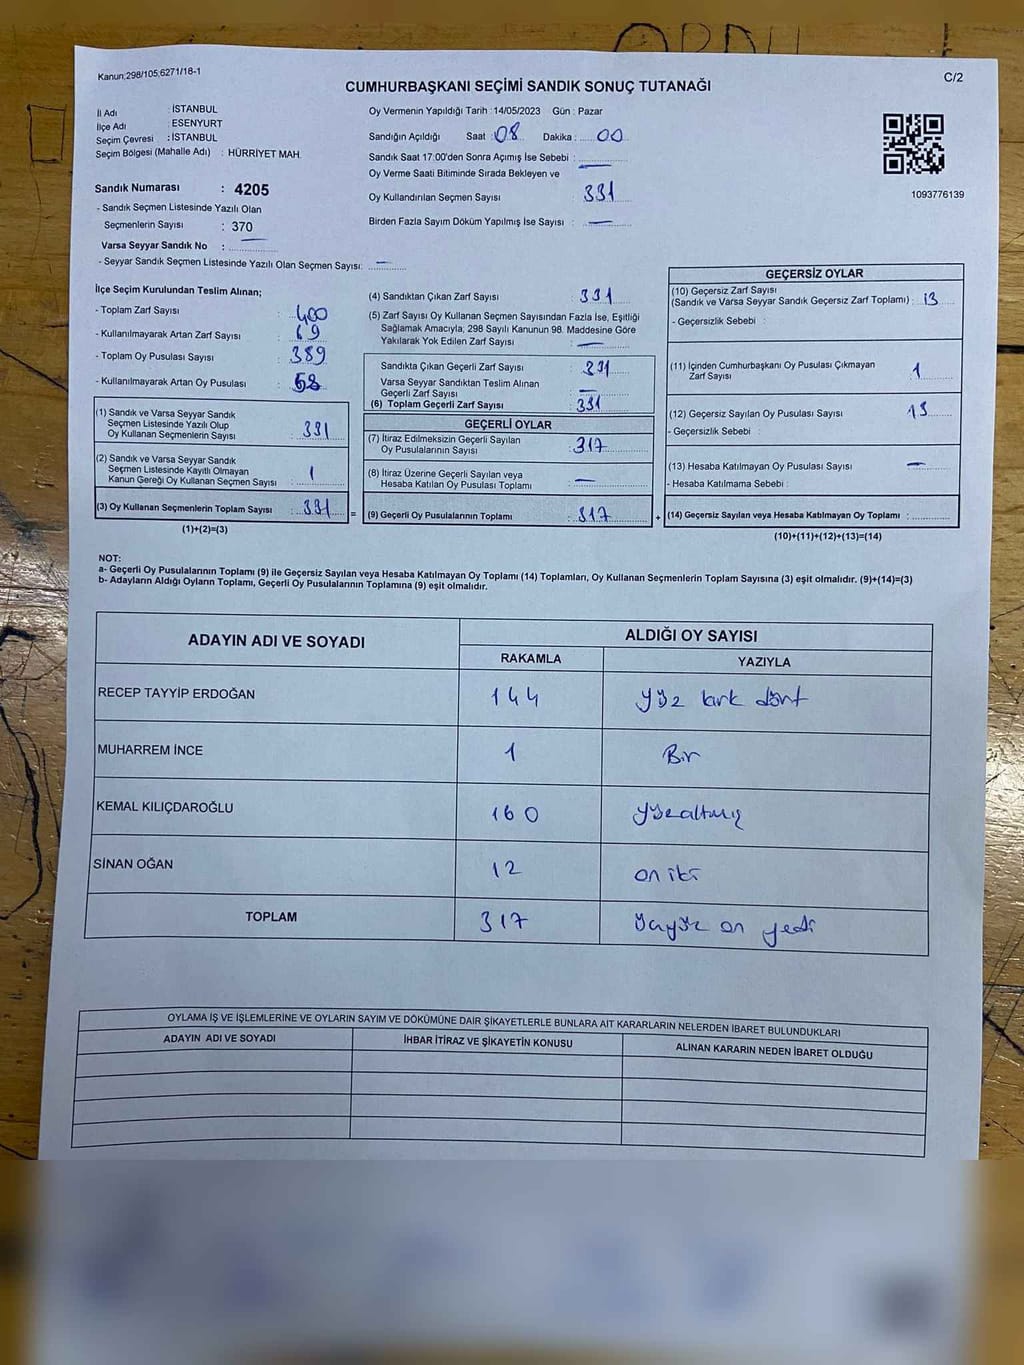 ORDU
Kanun;298/105;6271/18-1
C/2
CUMHURBAŞKANI SEÇİMİ SANDIK SONUÇ TUTANAĞI
İl Adı : İSTANBUL
İlçe Adı : ESENYURT
Seçim Çevresi : İSTANBUL
Seçim Bölgesi (Mahalle Adı) : HÜRRİYET MAH.
Sandık Numarası : 4205
- Sandık Seçmen Listesinde Yazılı Olan
Seçmenlerin Sayısı : 370
Varsa Seyyar Sandık No : —
- Seyyar Sandık Seçmen Listesinde Yazılı Olan Seçmen Sayısı: —
Oy Vermenin Yapıldığı Tarih : 14/05/2023 Gün : Pazar
Sandığın Açıldığı Saat : 08 Dakika : 00
Sandık Saat 17:00'den Sonra Açımış İse Sebebi : —
Oy Verme Saati Bitiminde Sırada Bekleyen ve
Oy Kullandırılan Seçmen Sayısı : 331
Birden Fazla Sayım Döküm Yapılmış İse Sayısı : —
1093776139
İlçe Seçim Kurulundan Teslim Alınan;
- Toplam Zarf Sayısı : 400
- Kullanılmayarak Artan Zarf Sayısı : 69
- Toplam Oy Pusulası Sayısı : 389
- Kullanılmayarak Artan Oy Pusulası : 58
(1) Sandık ve Varsa Seyyar Sandık
Seçmen Listesinde Yazılı Olup
Oy Kullanan Seçmenlerin Sayısı : 331
(2) Sandık ve Varsa Seyyar Sandık
Seçmen Listesinde Kayıtlı Olmayan
Kanun Gereği Oy Kullanan Seçmen Sayısı : 1
(3) Oy Kullanan Seçmenlerin Toplam Sayısı : 331 =
(1)+(2)=(3)
(4) Sandıktan Çıkan Zarf Sayısı : 331
(5) Zarf Sayısı Oy Kullanan Seçmen Sayısından Fazla İse, Eşitliği
Sağlamak Amacıyla, 298 Sayılı Kanunun 98. Maddesine Göre
Yakılarak Yok Edilen Zarf Sayısı : —
Sandıkta Çıkan Geçerli Zarf Sayısı : 331
Varsa Seyyar Sandıktan Teslim Alınan
Geçerli Zarf Sayısı : —
(6) Toplam Geçerli Zarf Sayısı : 331
GEÇERLİ OYLAR
(7) İtiraz Edilmeksizin Geçerli Sayılan
Oy Pusulalarının Sayısı : 317
(8) İtiraz Üzerine Geçerli Sayılan veya
Hesaba Katılan Oy Pusulası Toplamı : —
(9) Geçerli Oy Pusulalarının Toplamı : 317 +
GEÇERSİZ OYLAR
(10) Geçersiz Zarf Sayısı
(Sandık ve Varsa Seyyar Sandık Geçersiz Zarf Toplamı) : 13
- Geçersizlik Sebebi :
(11) İçinden Cumhurbaşkanı Oy Pusulası Çıkmayan
Zarf Sayısı : 1
(12) Geçersiz Sayılan Oy Pusulası Sayısı : 13
- Geçersizlik Sebebi :
(13) Hesaba Katılmayan Oy Pusulası Sayısı : —
- Hesaba Katılmama Sebebi :
(14) Geçersiz Sayılan veya Hesaba Katılmayan Oy Toplamı :
(10)+(11)+(12)+(13)=(14)
NOT:
a- Geçerli Oy Pusulalarının Toplamı (9) ile Geçersiz Sayılan veya Hesaba Katılmayan Oy Toplamı (14) Toplamları, Oy Kullanan Seçmenlerin Toplam Sayısına (3) eşit olmalıdır. (9)+(14)=(3)
b- Adayların Aldığı Oyların Toplamı, Geçerli Oy Pusulalarının Toplamına (9) eşit olmalıdır.
ADAYIN ADI VE SOYADI ALDIĞI OY SAYISI
RAKAMLA YAZIYLA
RECEP TAYYİP ERDOĞAN 144 yüz kırk dört
MUHARREM İNCE 1 Bir
KEMAL KILIÇDAROĞLU 160 yüzaltmış
SİNAN OĞAN 12 on iki
TOPLAM 317 üçyüz on yedi
OYLAMA İŞ VE İŞLEMLERİNE VE OYLARIN SAYIM VE DÖKÜMÜNE DAİR ŞİKAYETLERLE BUNLARA AİT KARARLARIN NELERDEN İBARET BULUNDUKLARI
ADAYIN ADI VE SOYADI İHBAR İTİRAZ VE ŞİKAYETİN KONUSU ALINAN KARARIN NEDEN İBARET OLDUĞU